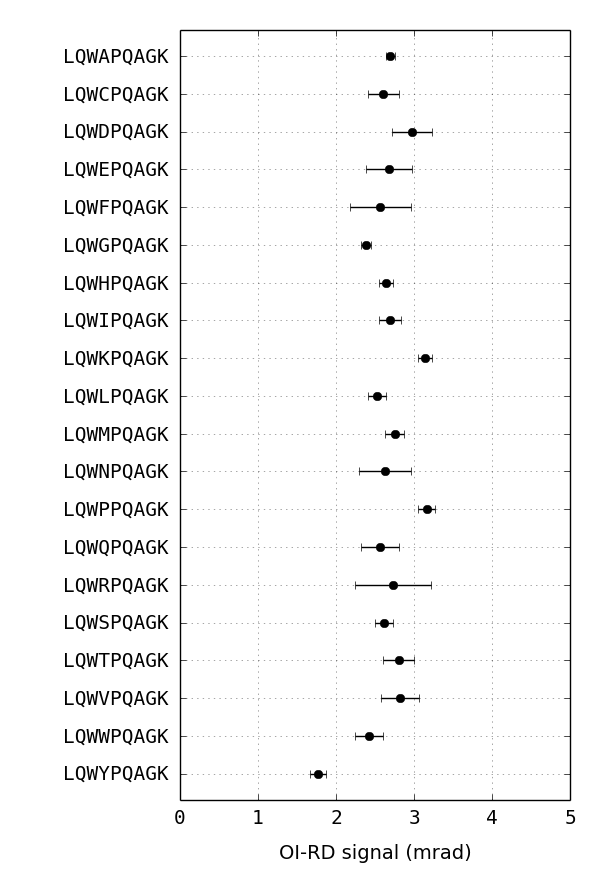 LQWAPQAGK
LQWCPQAGK
LQWDPQAGK
LQWEPQAGK
LQWFPQAGK
LQWGPQAGK
LQWHPQAGK
LQWIPQAGK
LQWKPQAGK
LQWLPQAGK
LQWMPQAGK
LQWNPQAGK
LQWPPQAGK
LQWQPQAGK
LQWRPQAGK
LQWSPQAGK
LQWTPQAGK
LQWVPQAGK
LQWWPQAGK
LQWYPQAGK
0 1 2 3 4 5
OI-RD signal (mrad)